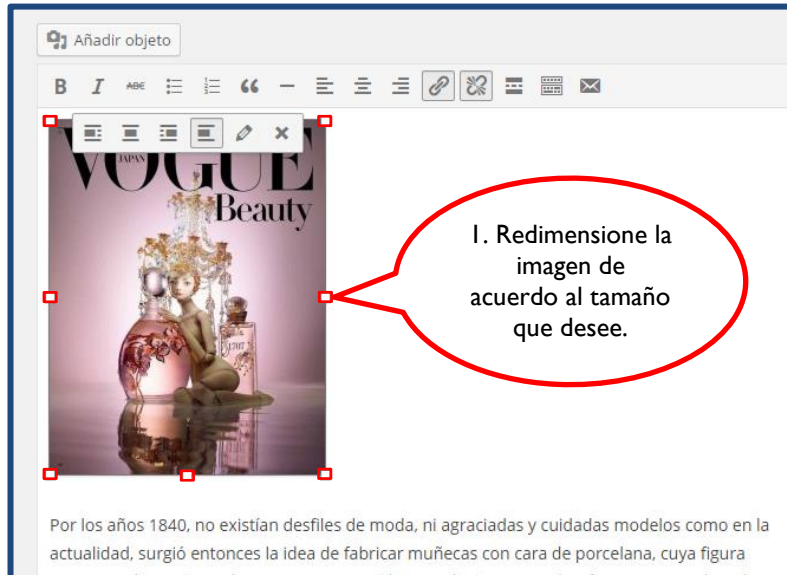 Añadir objeto
B I ABE
VOGUE
JAPAN
Beauty
1707
1. Redimensione la
imagen de
acuerdo al tamaño
que desee.
Por los años 1840, no existían desfiles de moda, ni agraciadas y cuidadas modelos como en la
actualidad, surgió entonces la idea de fabricar muñecas con cara de porcelana, cuya figura